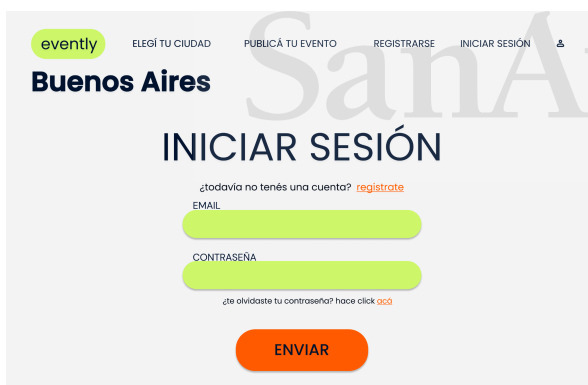 evently ELEGÍ TU CIUDAD PUBLICÁ TU EVENTO REGISTRARSE INICIAR SESIÓN
Buenos Aires
INICIAR SESIÓN
¿todavía no tenés una cuenta? registrate
EMAIL
CONTRASEÑA
¿te olvidaste tu contraseña? hace click acá
ENVIAR